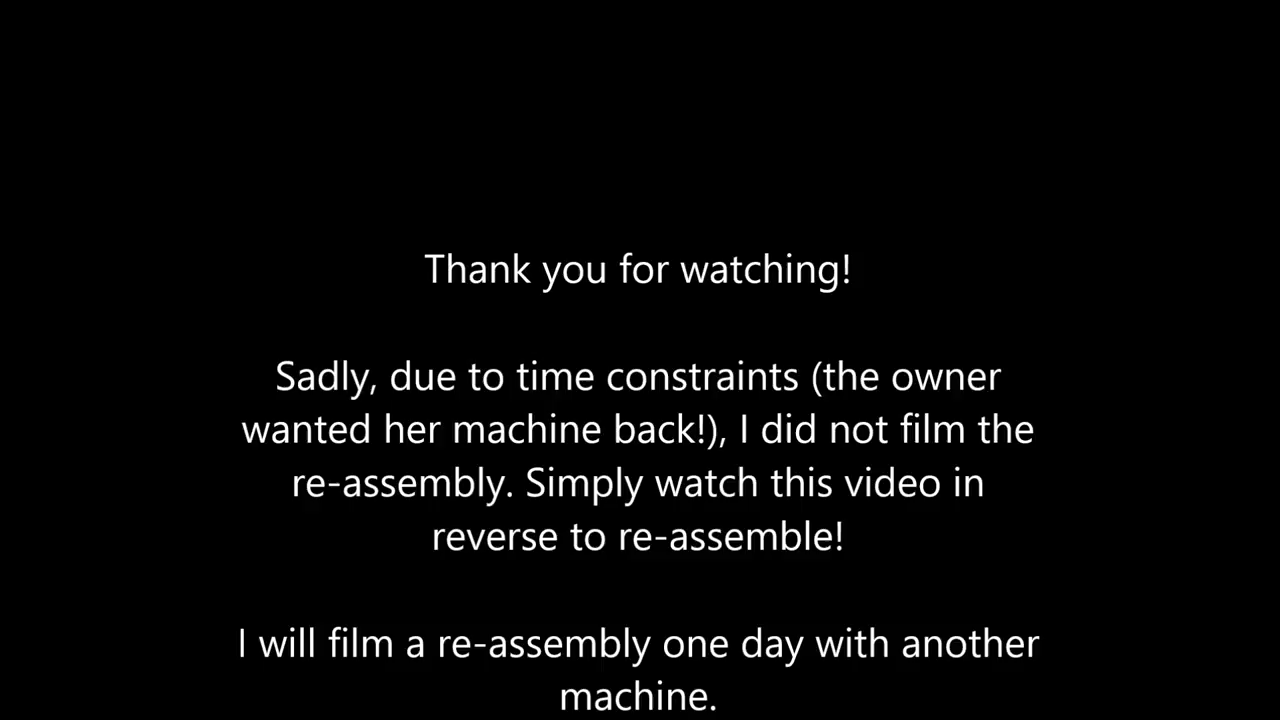 Thank you for watching!
Sadly, due to time constraints (the owner
wanted her machine back!), I did not film the
re-assembly. Simply watch this video in
reverse to re-assemble!
I will film a re-assembly one day with another
machine.